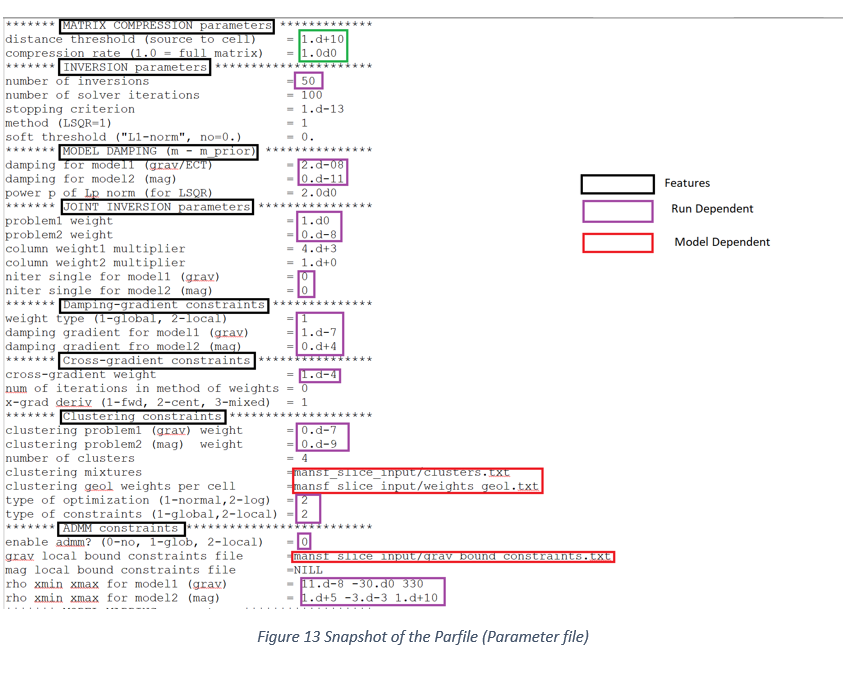 ******* MATRIX COMPRESSION parameters *************
distance threshold (source to cell) = 1.d+10
compression rate (1.0 = full matrix) = 1.0d0
******* INVERSION parameters **********************
number of inversions = 50
number of solver iterations = 100
stopping criterion = 1.d-13
method (LSQR=1) = 1
soft threshold ("L1-norm", no=0.) = 0.
******* MODEL DAMPING (m - m_prior) ***************
damping for model1 (grav/ECT) = 2.d-08
damping for model2 (mag) = 0.d-11
power p of Lp norm (for LSQR) = 2.0d0
******* JOINT INVERSION parameters ****************
problem1 weight = 1.d0
problem2 weight = 0.d-8
column weight1 multiplier = 4.d+3
column weight2 multiplier = 1.d+0
niter single for model1 (grav) = 0
niter single for model2 (mag) = 0
******* Damping-gradient constraints **************
weight type (1-global, 2-local) = 1
damping gradient for model1 (grav) = 1.d-7
damping gradient fro model2 (mag) = 0.d+4
******* Cross-gradient constraints ****************
cross-gradient weight = 1.d-4
num of iterations in method of weights = 0
x-grad deriv (1-fwd, 2-cent, 3-mixed) = 1
******* Clustering constraints ********************
clustering problem1 (grav) weight = 0.d-7
clustering problem2 (mag) weight = 0.d-9
number of clusters = 4
clustering mixtures =mansf_slice_input/clusters.txt
clustering geol weights per cell =mansf_slice_input/weights_geol.txt
type of optimization (1-normal,2-log) = 2
type of constraints (1-global,2-local) = 2
******* ADMM constraints **************************
enable admm? (0-no, 1-glob, 2-local) = 0
grav local bound constraints file =mansf_slice_input/grav_bound_constraints.txt
mag local bound constraints file =NILL
rho xmin xmax for model1 (grav) = 11.d-8 -30.d0 330
rho xmin xmax for model2 (mag) = 1.d+5 -3.d-3 1.d+10
Features
Run Dependent
Model Dependent
Figure 13 Snapshot of the Parfile (Parameter file)